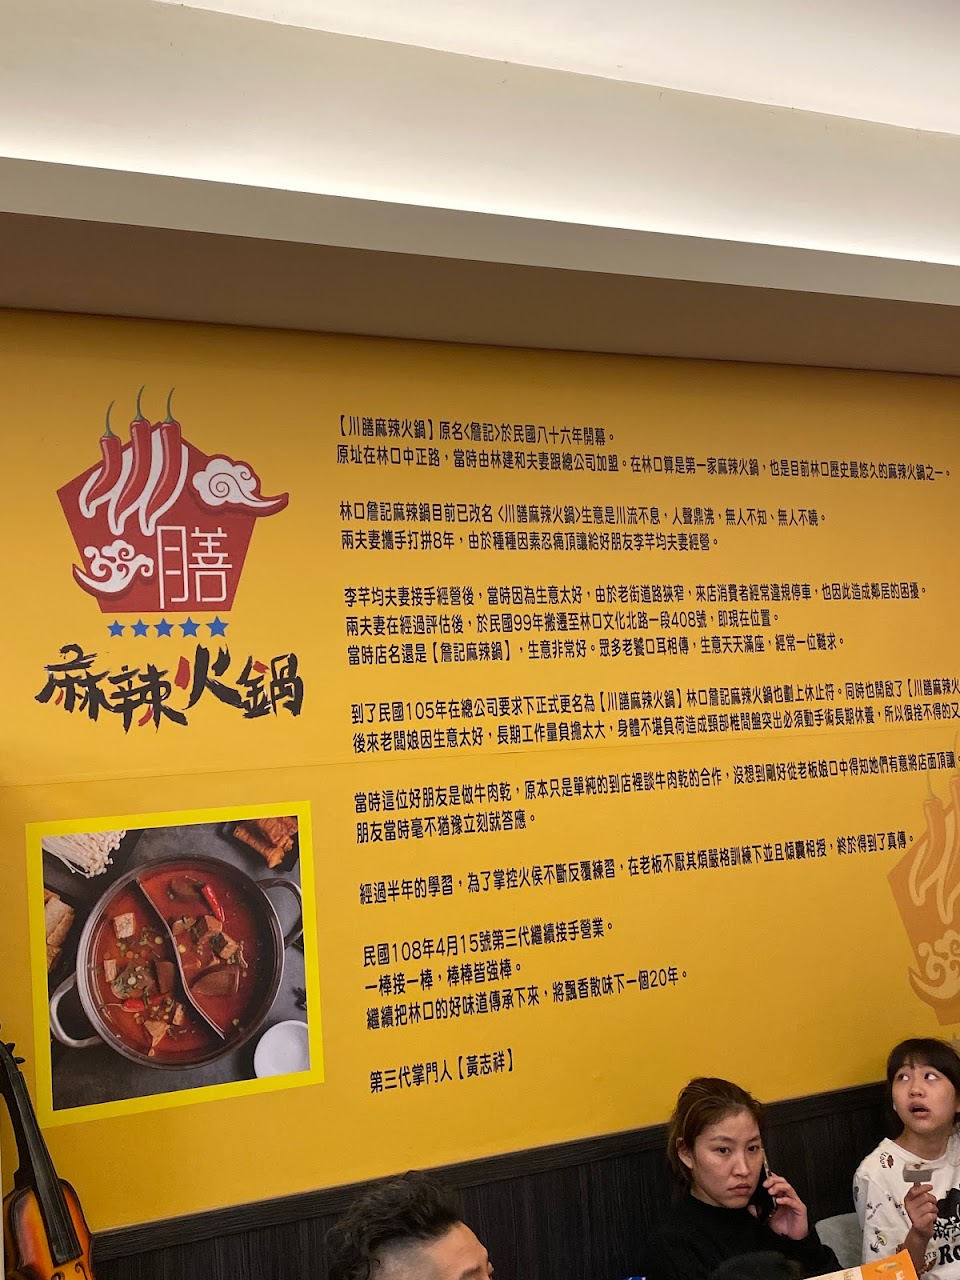 川膳
麻辣火鍋
【川膳麻辣火鍋】原名<詹記>於民國八十六年開幕。
原址在林口中正路，當時由林建和夫妻跟總公司加盟。在林口算是第一家麻辣火鍋，也是目前林口歷史最悠久的麻辣火鍋之一。
林口詹記麻辣鍋目前已改名 <川膳麻辣火鍋>生意是川流不息，人聲鼎沸，無人不知、無人不曉。
兩夫妻攜手打拼8年，由於種種因素忍痛頂讓給好朋友李芊均夫妻經營。
李芊均夫妻接手經營後，當時因為生意太好，由於老街道路狹窄，來店消費者經常違規停車，也因此造成鄰居的困擾。
兩夫妻在經過評估後，於民國99年搬遷至林口文化北路一段408號，即現在位置。
當時店名還是【詹記麻辣鍋】，生意非常好。眾多老饕口耳相傳，生意天天滿座，經常一位難求。
到了民國105年在總公司要求下正式更名為【川膳麻辣火鍋】林口詹記麻辣火鍋也劃上休止符。同時也開啟了【川膳麻辣火
後來老闆娘因生意太好，長期工作量負擔太大，身體不堪負荷造成頸部椎間盤突出必須動手術長期休養，所以很捨不得的又
當時這位好朋友是做牛肉乾，原本只是單純的到店裡談牛肉乾的合作，沒想到剛好從老板娘口中得知她們有意將店面頂讓。
朋友當時毫不猶豫立刻就答應。
經過半年的學習，為了掌控火侯不斷反覆練習，在老板不厭其煩嚴格訓練下並且傾囊相授，終於得到了真傳。
民國108年4月15號第三代繼續接手營業。
一棒接一棒，棒棒皆強棒。
繼續把林口的好味道傳承下來，將飄香散味下一個20年。
第三代掌門人【黃志祥】